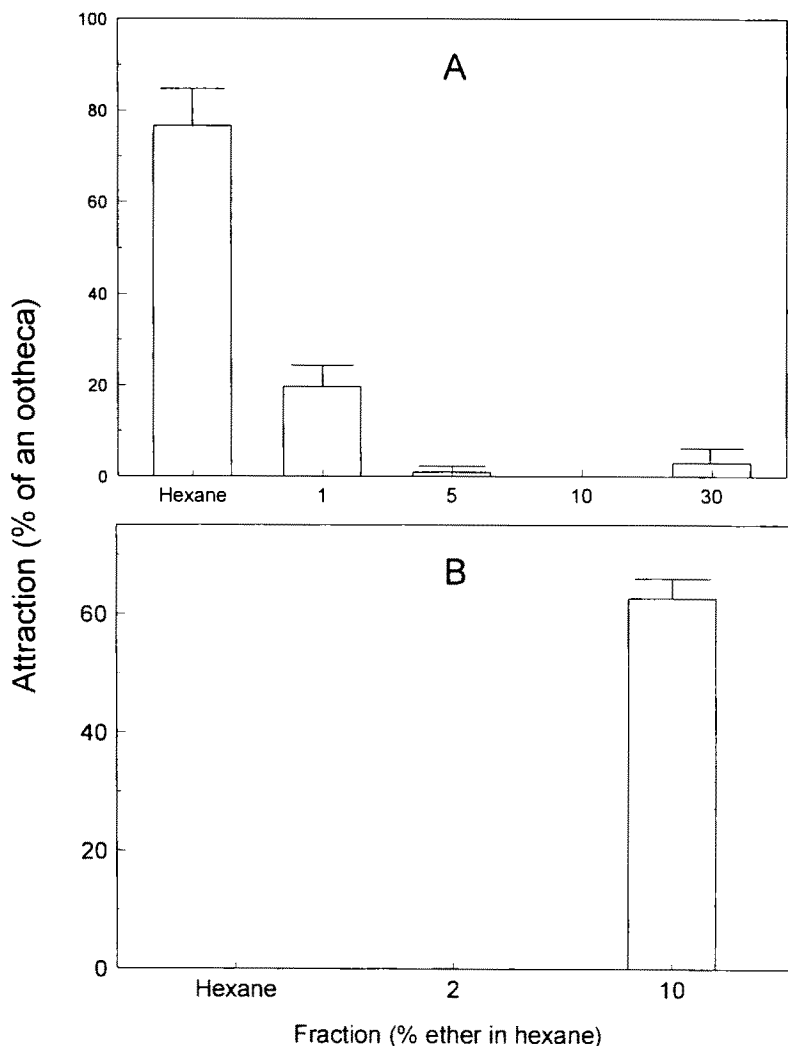 Attraction (% of an ootheca)
100
80
60
40
20
0
A
Hexane 1 5 10 30
60
40
20
0
B
Hexane 2 10
Fraction (% ether in hexane)